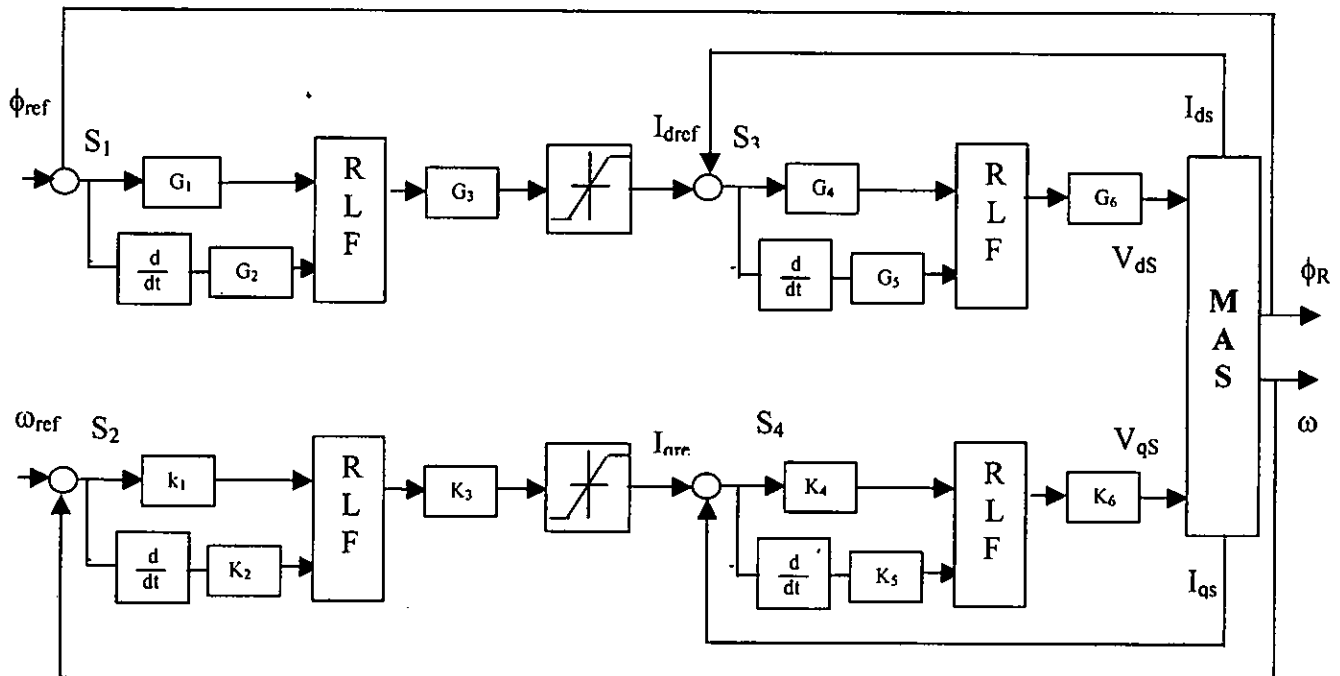 ϕref
S1
G1
d
dt
G2
R
L
F
G3
Idref
S3
G4
d
dt
G5
R
L
F
G6
VdS
Ids
M
A
S
ϕR
ω
ωref
S2
k1
d
dt
K2
R
L
F
K3
S4
K4
d
dt
K5
R
L
F
K6
VqS
Iqs